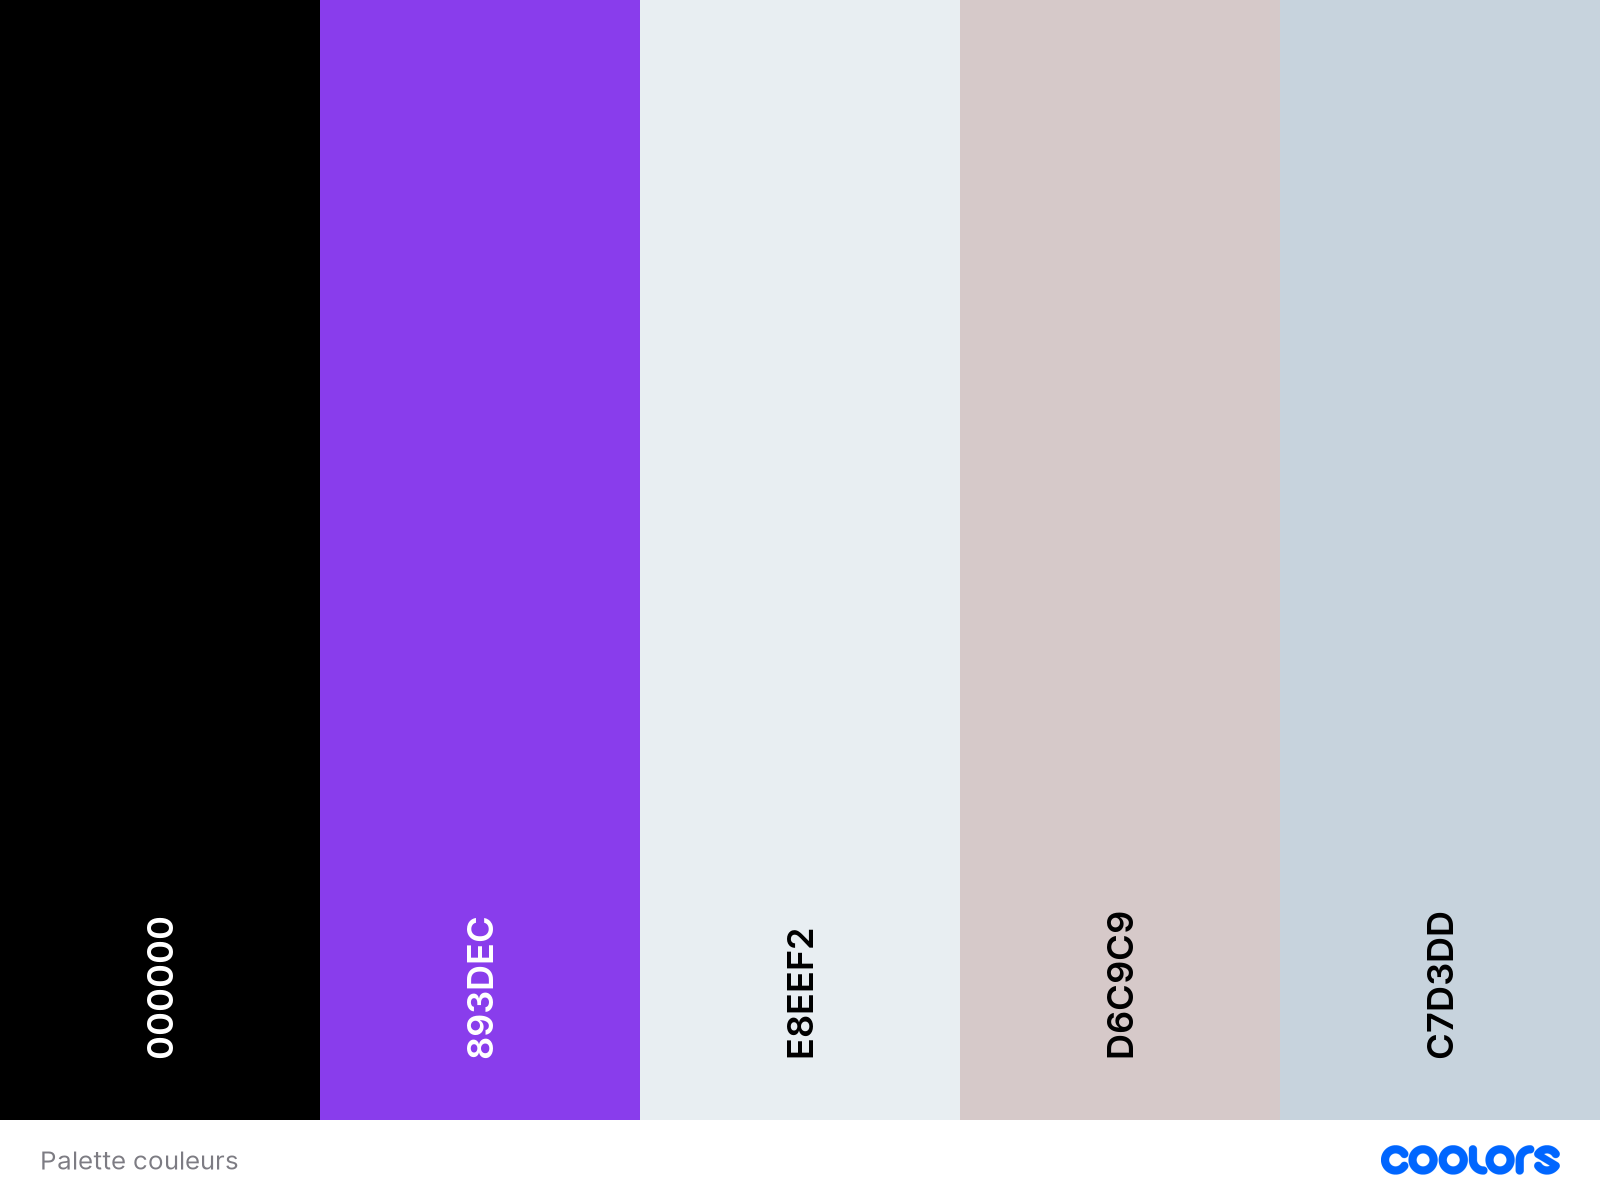 000000
893DEC
E8EEF2
D6C9C9
C7D3DD
Palette couleurs
coolors